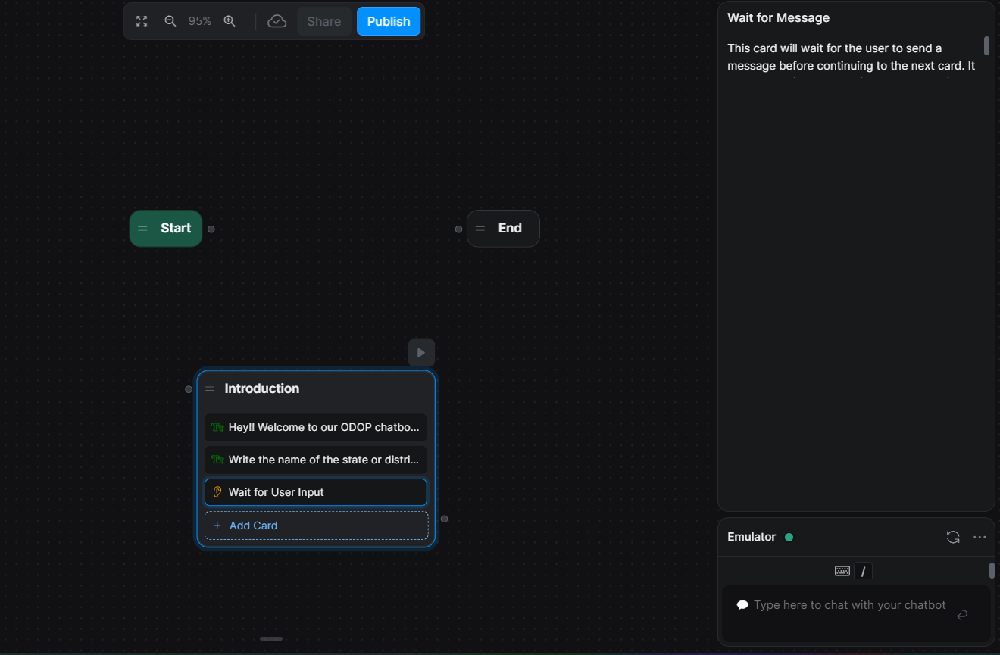 95%
Share
Publish
Wait for Message
This card will wait for the user to send a
message before continuing to the next card. It
Start
End
Introduction
Hey!! Welcome to our ODOP chatbo...
Write the name of the state or distri...
Wait for User Input
+ Add Card
Emulator
/
Type here to chat with your chatbot